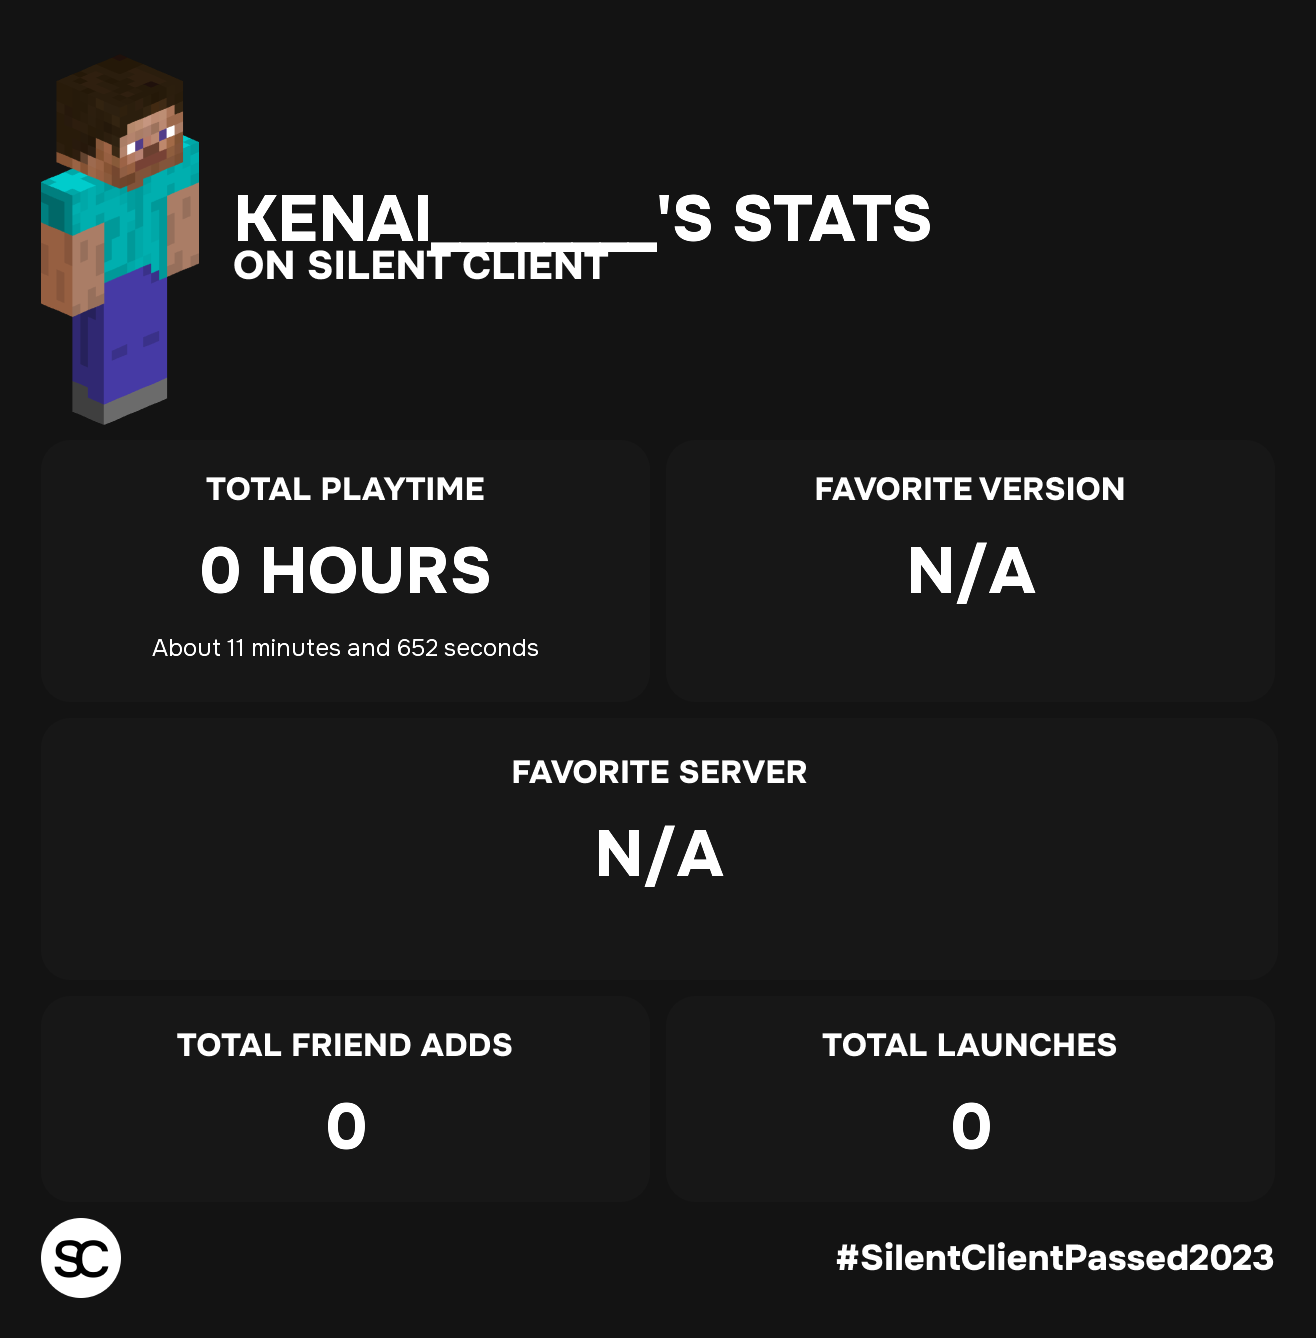 KENAI________'S STATS
ON SILENT CLIENT
TOTAL PLAYTIME
0 HOURS
About 11 minutes and 652 seconds
FAVORITE VERSION
N/A
FAVORITE SERVER
N/A
TOTAL FRIEND ADDS
0
TOTAL LAUNCHES
0
SC
#SilentClientPassed2023